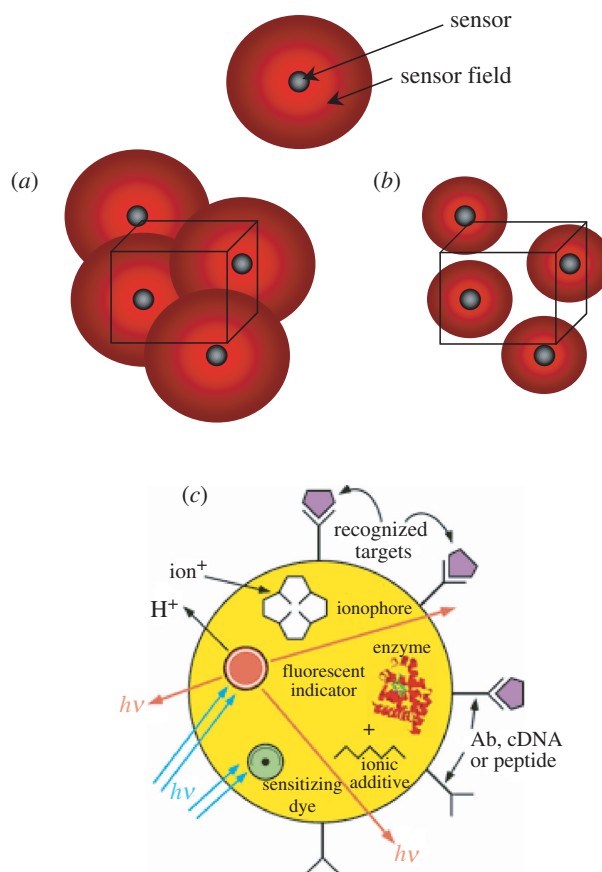 sensor
sensor field
(a)
(b)
(c)
recognized
targets
ion⁺
H⁺
ionophore
enzyme
fluorescent
indicator
hν
+
Ab, cDNA
or peptide
hν
ionic
additive
sensitizing
dye
hν